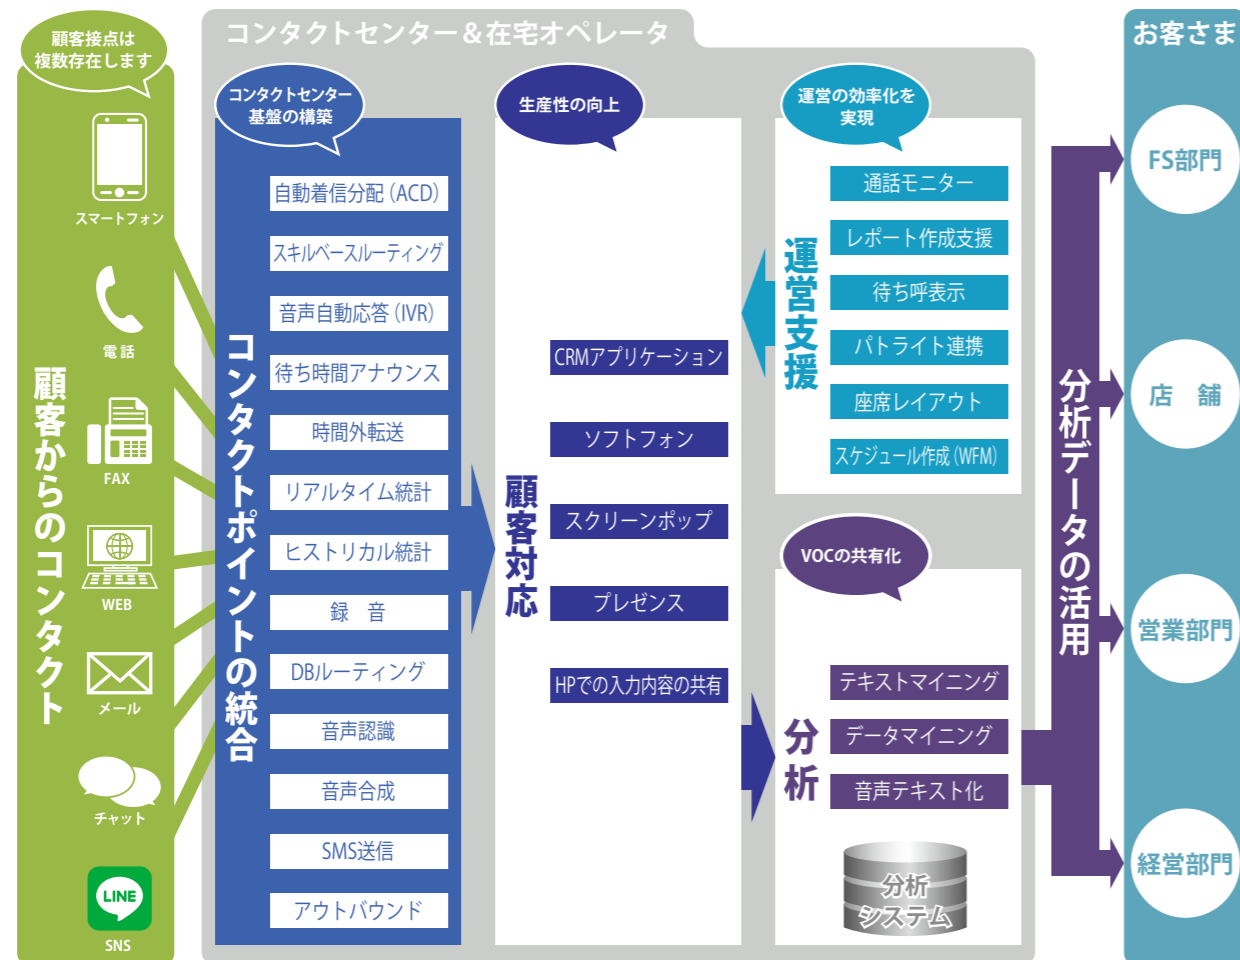 顧客接点は
複数存在します
スマートフォン
電話
FAX
WEB
メール
チャット
LINE
SNS
顧客からのコンタクト
コンタクトセンター＆在宅オペレータ
コンタクトセンター
基盤の構築
コンタクトポイントの統合
自動着信分配（ACD）
スキルベースルーティング
音声自動応答（IVR）
待ち時間アナウンス
時間外転送
リアルタイム統計
ヒストリカル統計
録　音
DBルーティング
音声認識
音声合成
SMS送信
アウトバウンド
生産性の向上
顧客対応
CRMアプリケーション
ソフトフォン
スクリーンポップ
プレゼンス
HPでの入力内容の共有
運営の効率化を
実現
運営支援
通話モニター
レポート作成支援
待ち呼表示
パトライト連携
座席レイアウト
スケジュール作成（WFM）
VOCの共有化
分析
テキストマイニング
データマイニング
音声テキスト化
分析
システム
分析データの活用
お客さま
FS部門
店　舗
営業部門
経営部門